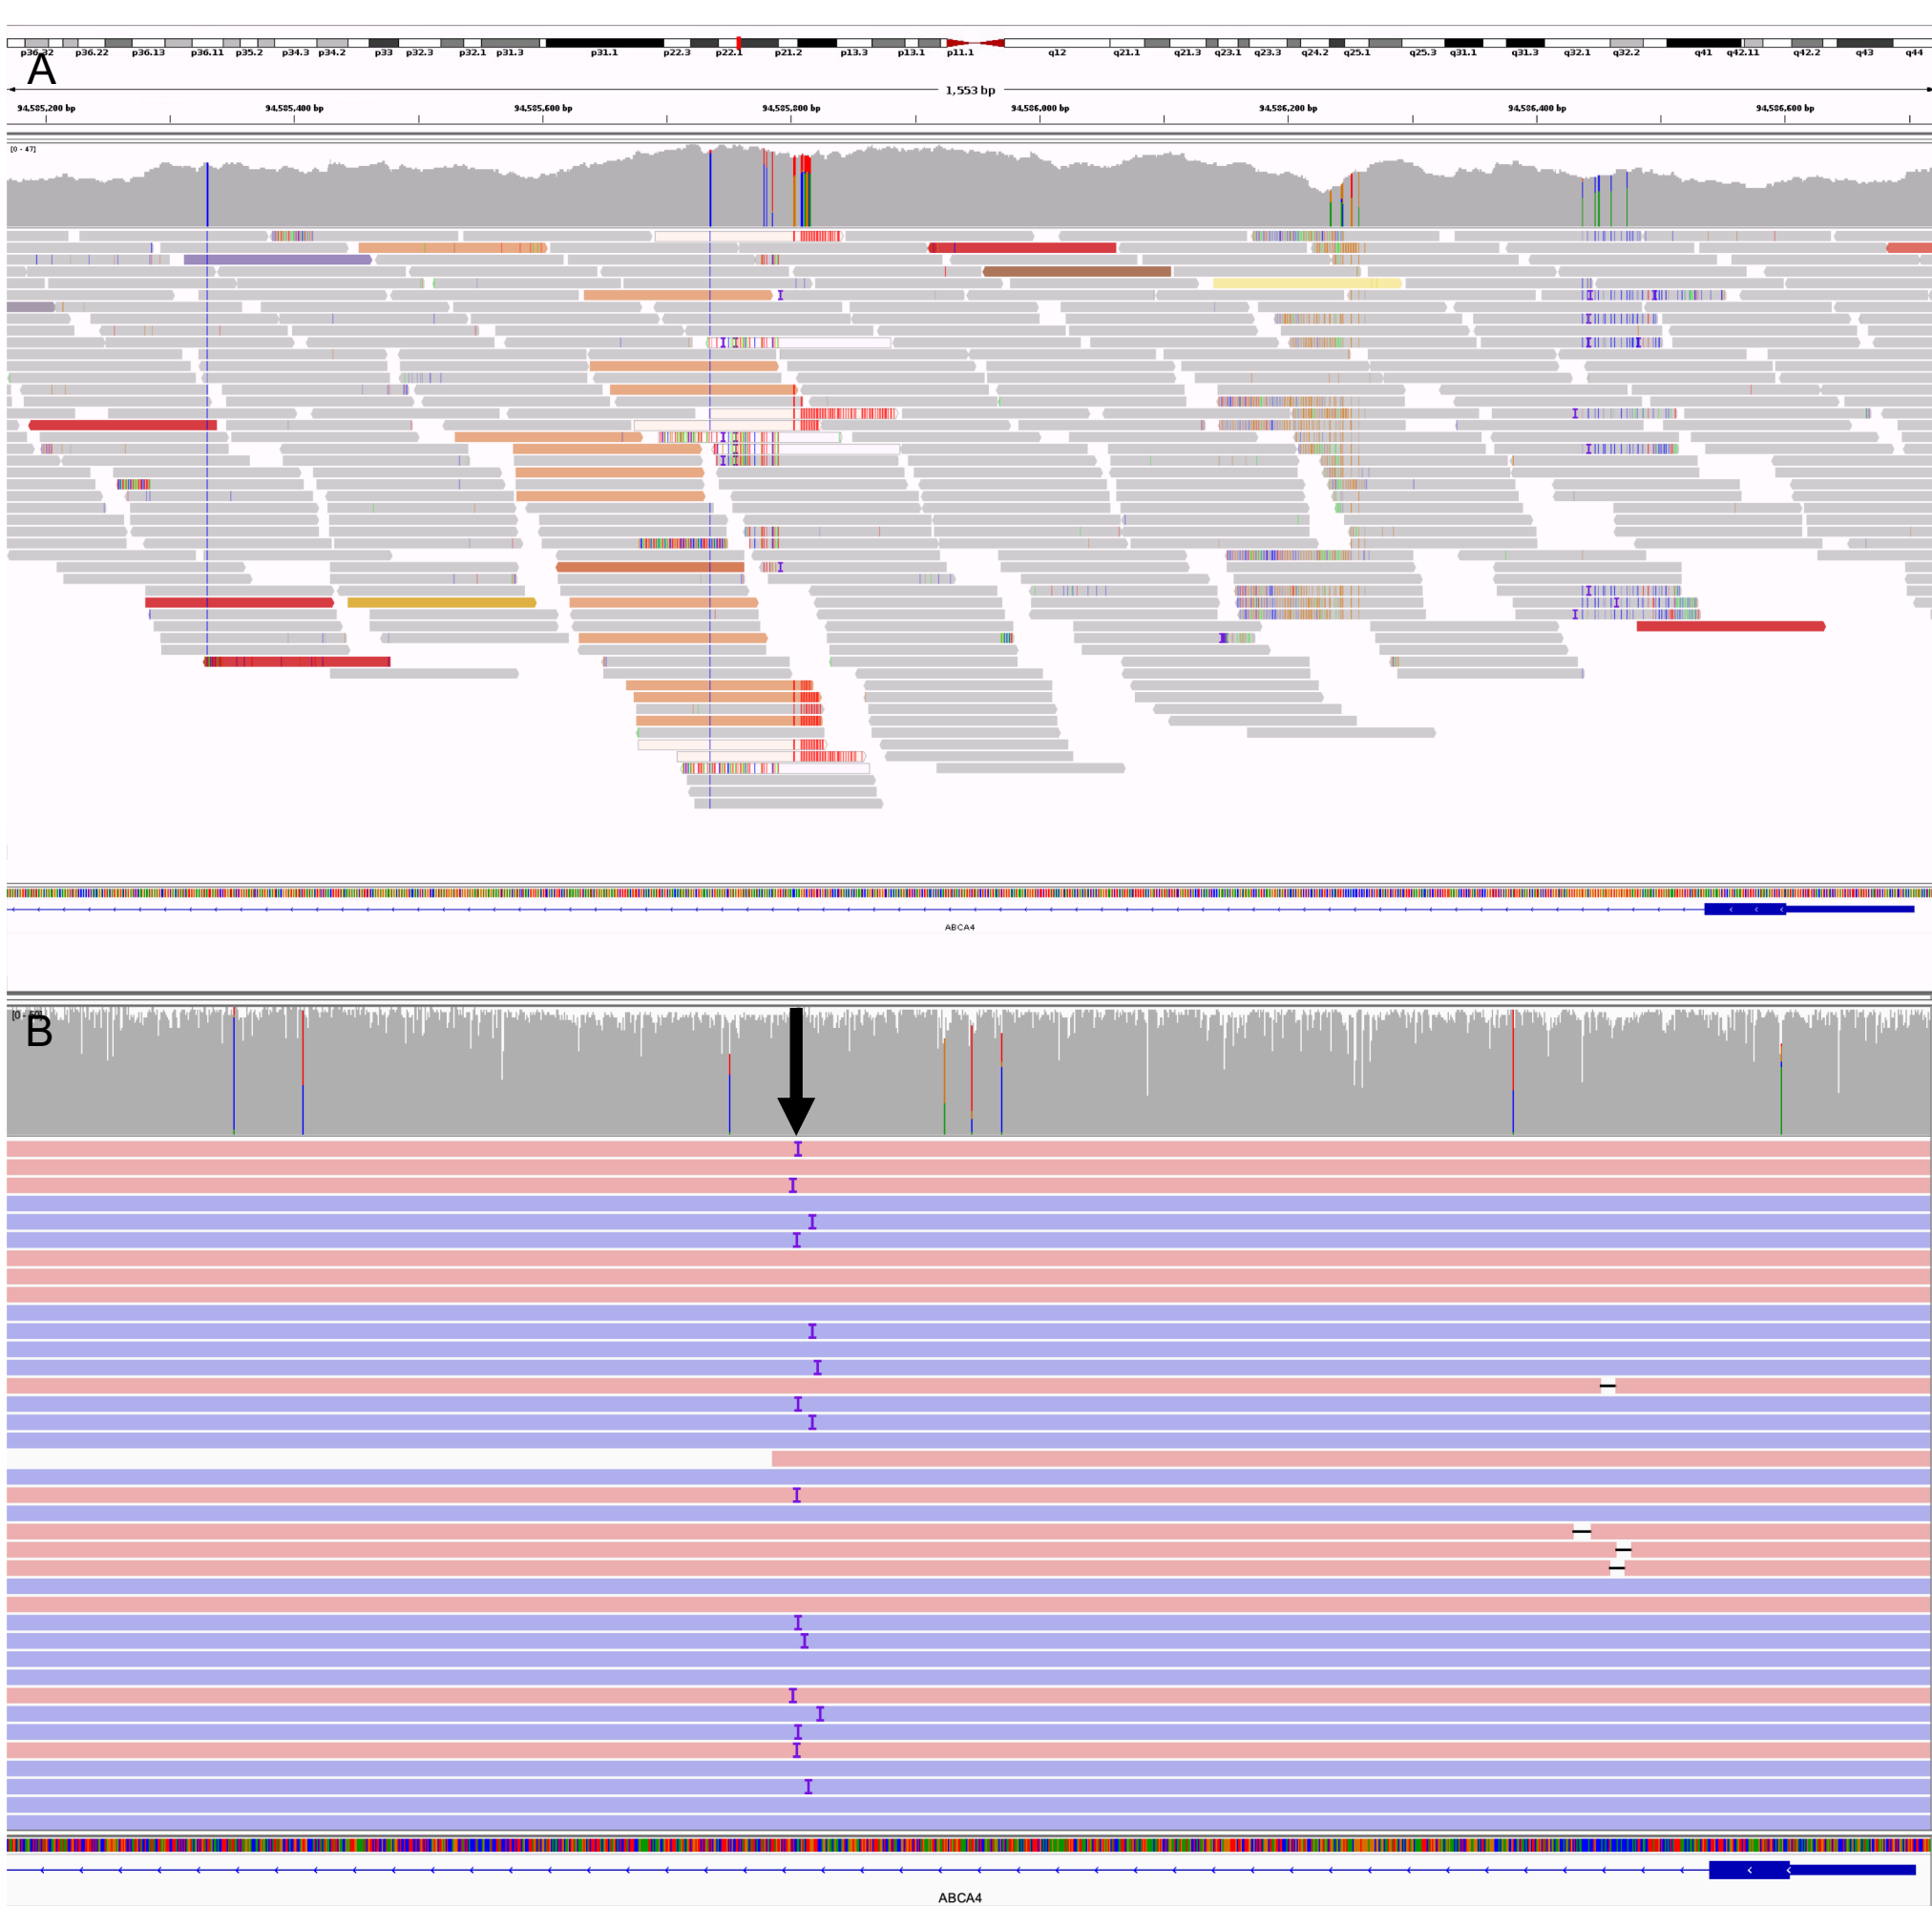 p36.32 p36.22 p36.13 p36.11 p35.2 p34.3 p34.2 p33 p32.3 p32.1 p31.3 p31.1 p22.3 p22.1 p21.2 p13.3 p13.1 p11.1 q12 q21.1 q21.3 q23.1 q23.3 q24.2 q25.1 q25.3 q31.1 q31.3 q32.1 q32.2 q41 q42.11 q42.2 q43 q44
A
1,553 bp
94,585,200 bp 94,585,400 bp 94,585,600 bp 94,585,800 bp 94,586,000 bp 94,586,200 bp 94,586,400 bp 94,586,600 bp
[0 - 47]
ABCA4
B
ABCA4